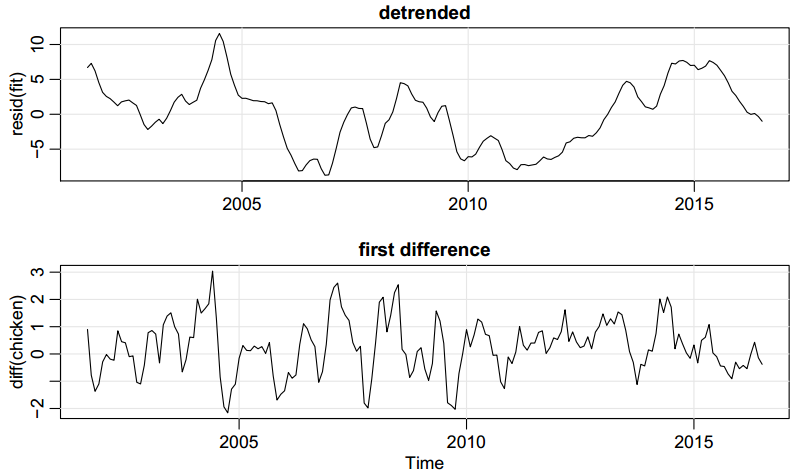 detrended
resid(fit)
10
5
0
−5
2005 2010 2015
first difference
diff(chicken)
3
2
1
0
−2
2005 2010 2015
Time